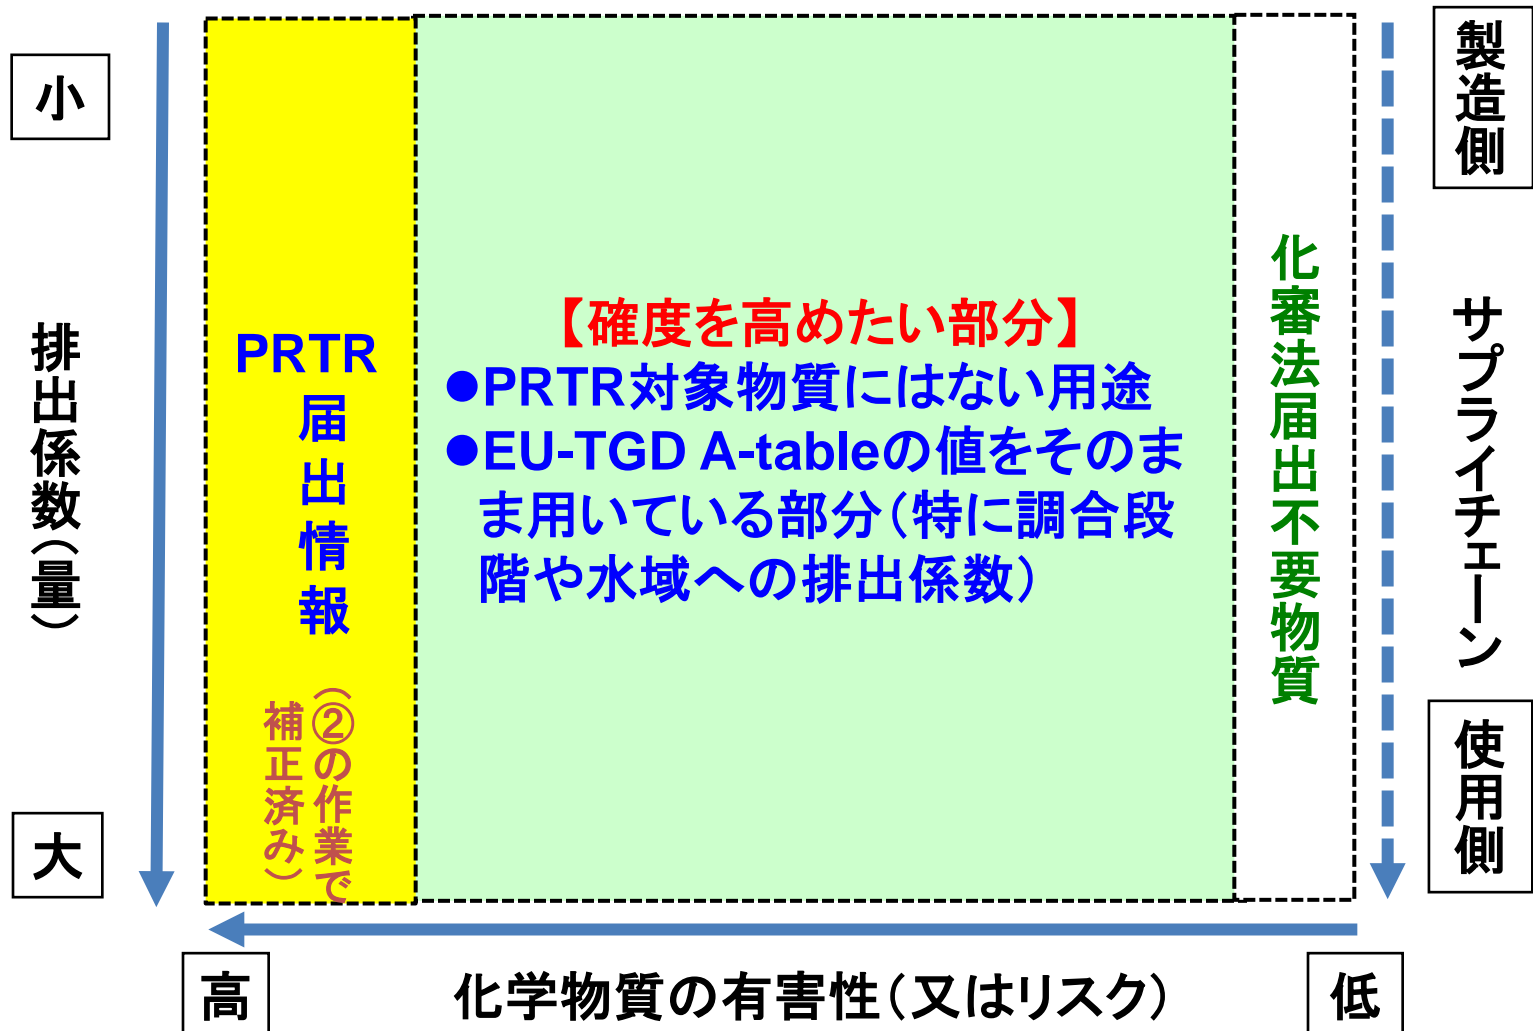 小
排出係数（量）
大
PRTR
届出情報
（②の作業で
補正済み）
【確度を高めたい部分】
●PRTR対象物質にはない用途
●EU-TGD A-tableの値をそのま
ま用いている部分（特に調合段
階や水域への排出係数）
化審法届出不要物質
製造側
サプライチェーン
使用側
高
化学物質の有害性（又はリスク）
低